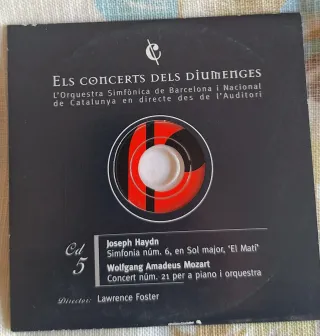 Els concerts dels diumenges
L'Orquestra Simfònica de Barcelona i Nacional
de Catalunya en directe des de l'Auditori
Cd 5
Joseph Haydn
Simfonia núm. 6, en Sol major, 'El Matí'
Wolfgang Amadeus Mozart
Concert núm. 21 per a piano i orquestra
Director: Lawrence Foster